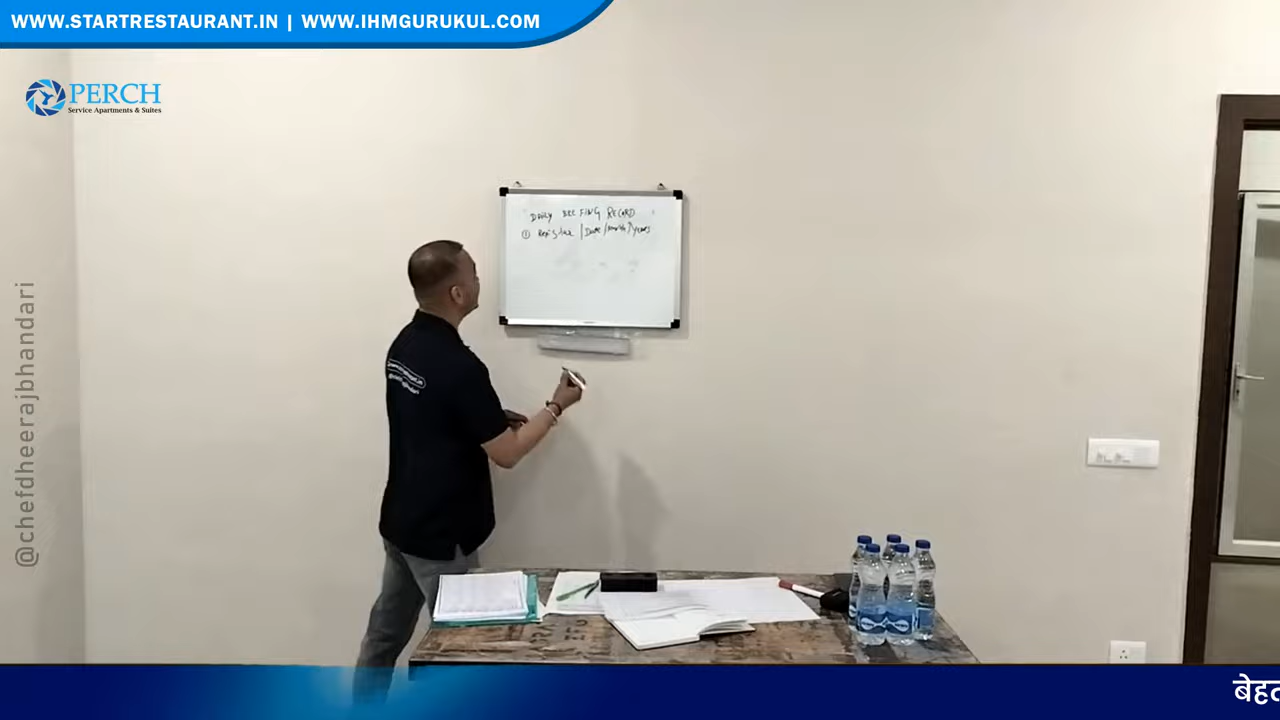 WWW.STARTRESTAURANT.IN | WWW.IHMGURUKUL.COM
PERCH
Service Apartments & Suites
@chefdheerajbhandari
DAILY BRIEFING RECORD
① Register / Date / Month / Years